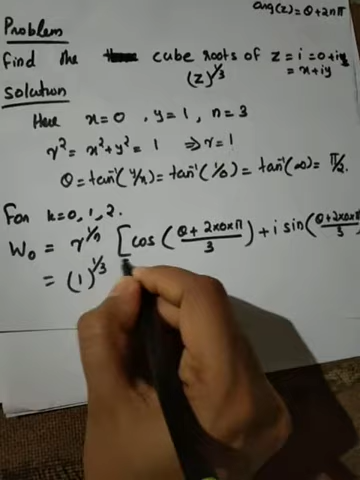 arg(z) = θ + 2nπ
Problem
Find the cube roots of z = i = 0 + iy
(z)^1/3 = x + iy
Solution
Here x = 0, y = 1, n = 3
r² = x² + y² = 1 ⇒ r = 1
θ = tan⁻¹(y/x) = tan⁻¹(1/0) = tan⁻¹(∞) = π/2.
For k = 0, 1, 2.
W₀ = r^1/n [cos(θ + 2×0×π/3) + i sin(θ + 2×0×π/3
= (1)^1/3 [